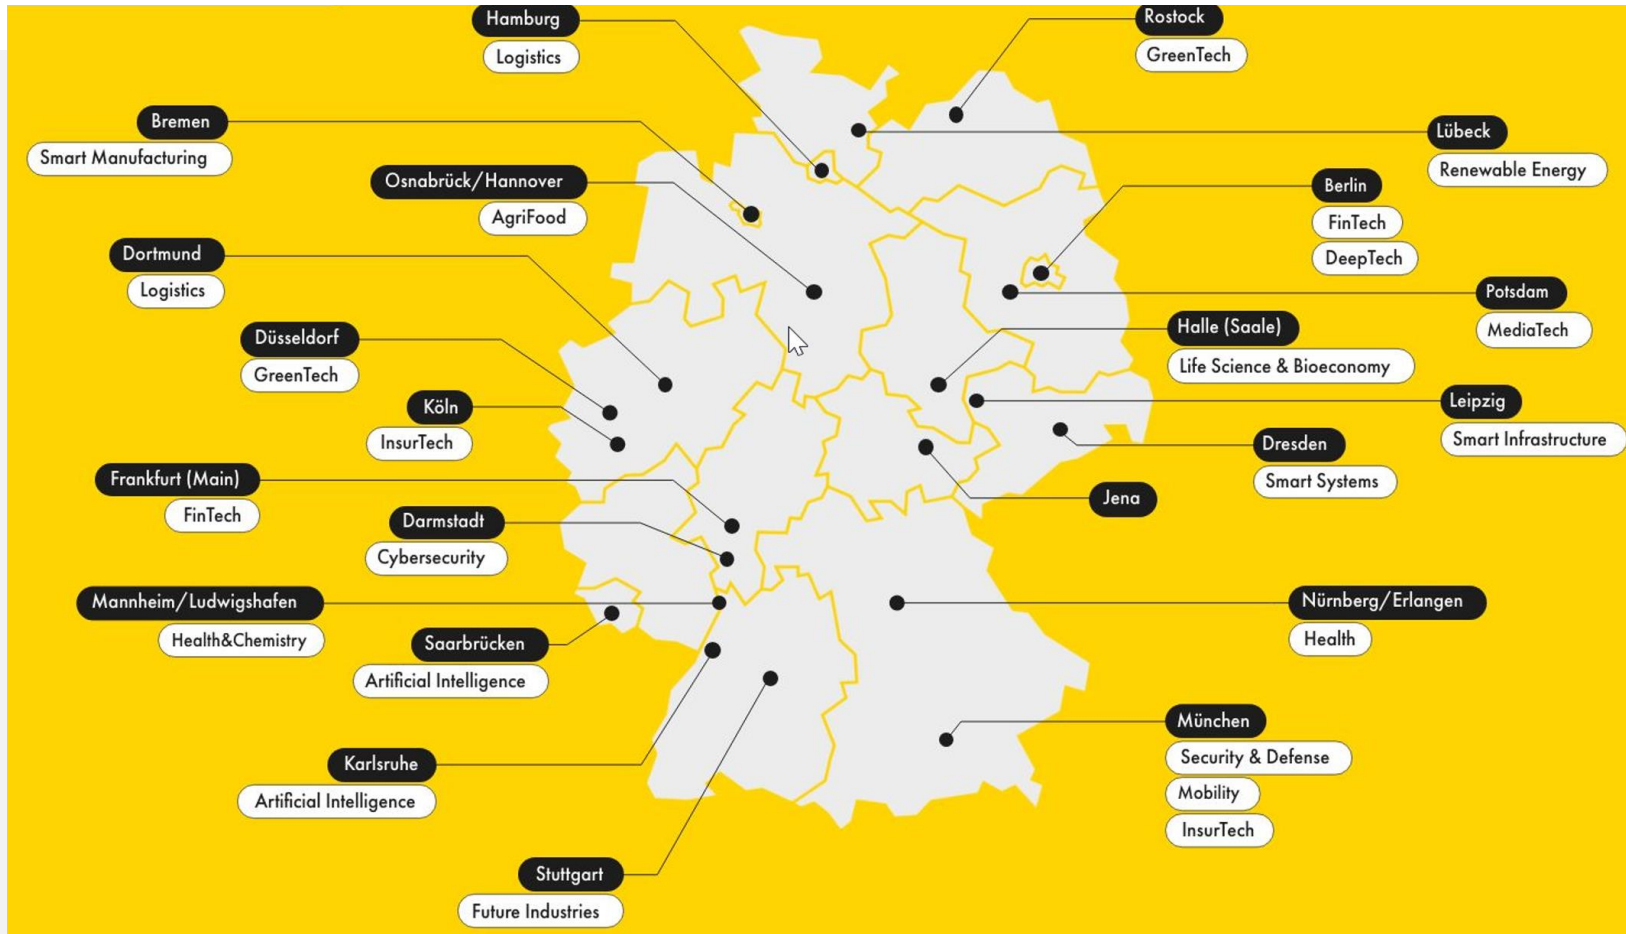 Hamburg
Logistics
Rostock
GreenTech
Bremen
Smart Manufacturing
Lübeck
Renewable Energy
Osnabrück/Hannover
AgriFood
Berlin
FinTech
DeepTech
Dortmund
Logistics
Potsdam
MediaTech
Düsseldorf
GreenTech
Halle (Saale)
Life Science & Bioeconomy
Köln
InsurTech
Leipzig
Smart Infrastructure
Dresden
Smart Systems
Frankfurt (Main)
FinTech
Jena
Darmstadt
Cybersecurity
Mannheim/Ludwigshafen
Health&Chemistry
Nürnberg/Erlangen
Health
Saarbrücken
Artificial Intelligence
München
Security & Defense
Mobility
InsurTech
Karlsruhe
Artificial Intelligence
Stuttgart
Future Industries